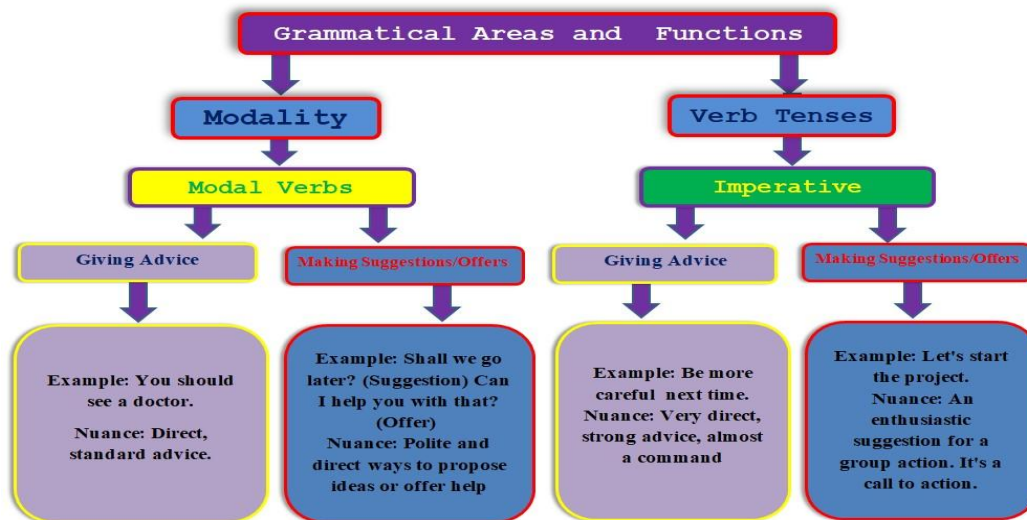 Grammatical Areas and Functions
Modality
Verb Tenses
Modal Verbs
Imperative
Giving Advice
Making Suggestions/Offers
Giving Advice
Making Suggestions/Offers
Example: You should
see a doctor.
Nuance: Direct,
standard advice.
Example: Shall we go
later? (Suggestion) Can
I help you with that?
(Offer)
Nuance: Polite and
direct ways to propose
ideas or offer help
Example: Be more
careful next time.
Nuance: Very direct,
strong advice, almost
a command
Example: Let's start
the project.
Nuance: An
enthusiastic
suggestion for a
group action. It's a
call to action.